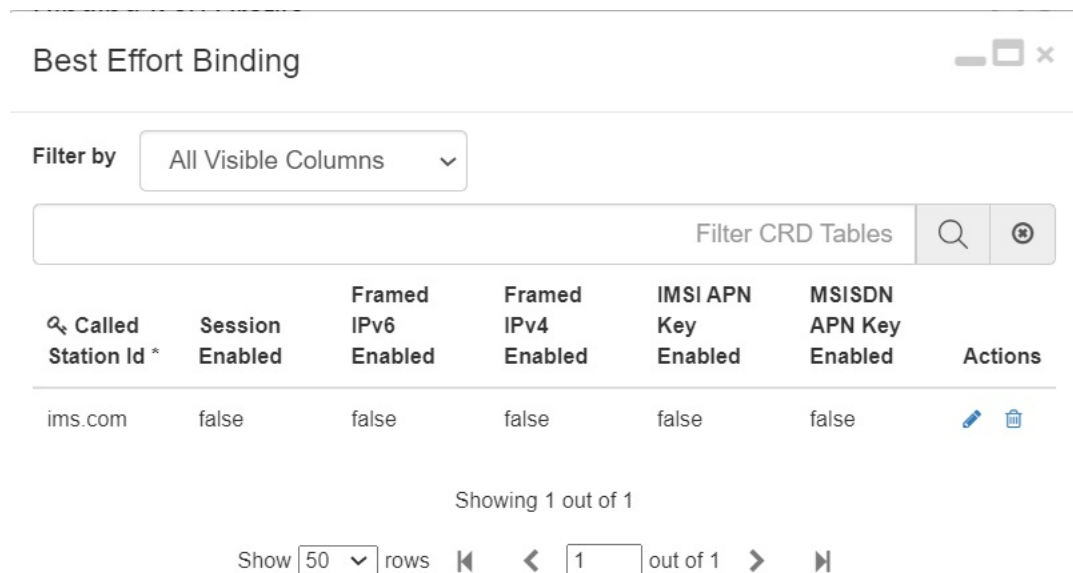 Best Effort Binding
Filter by All Visible Columns
Filter CRD Tables
Called Station Id * Session Enabled Framed IPv6 Enabled Framed IPv4 Enabled IMSI APN Key Enabled MSISDN APN Key Enabled Actions
ims.com false false false false false
Showing 1 out of 1
Show 50 rows 1 out of 1